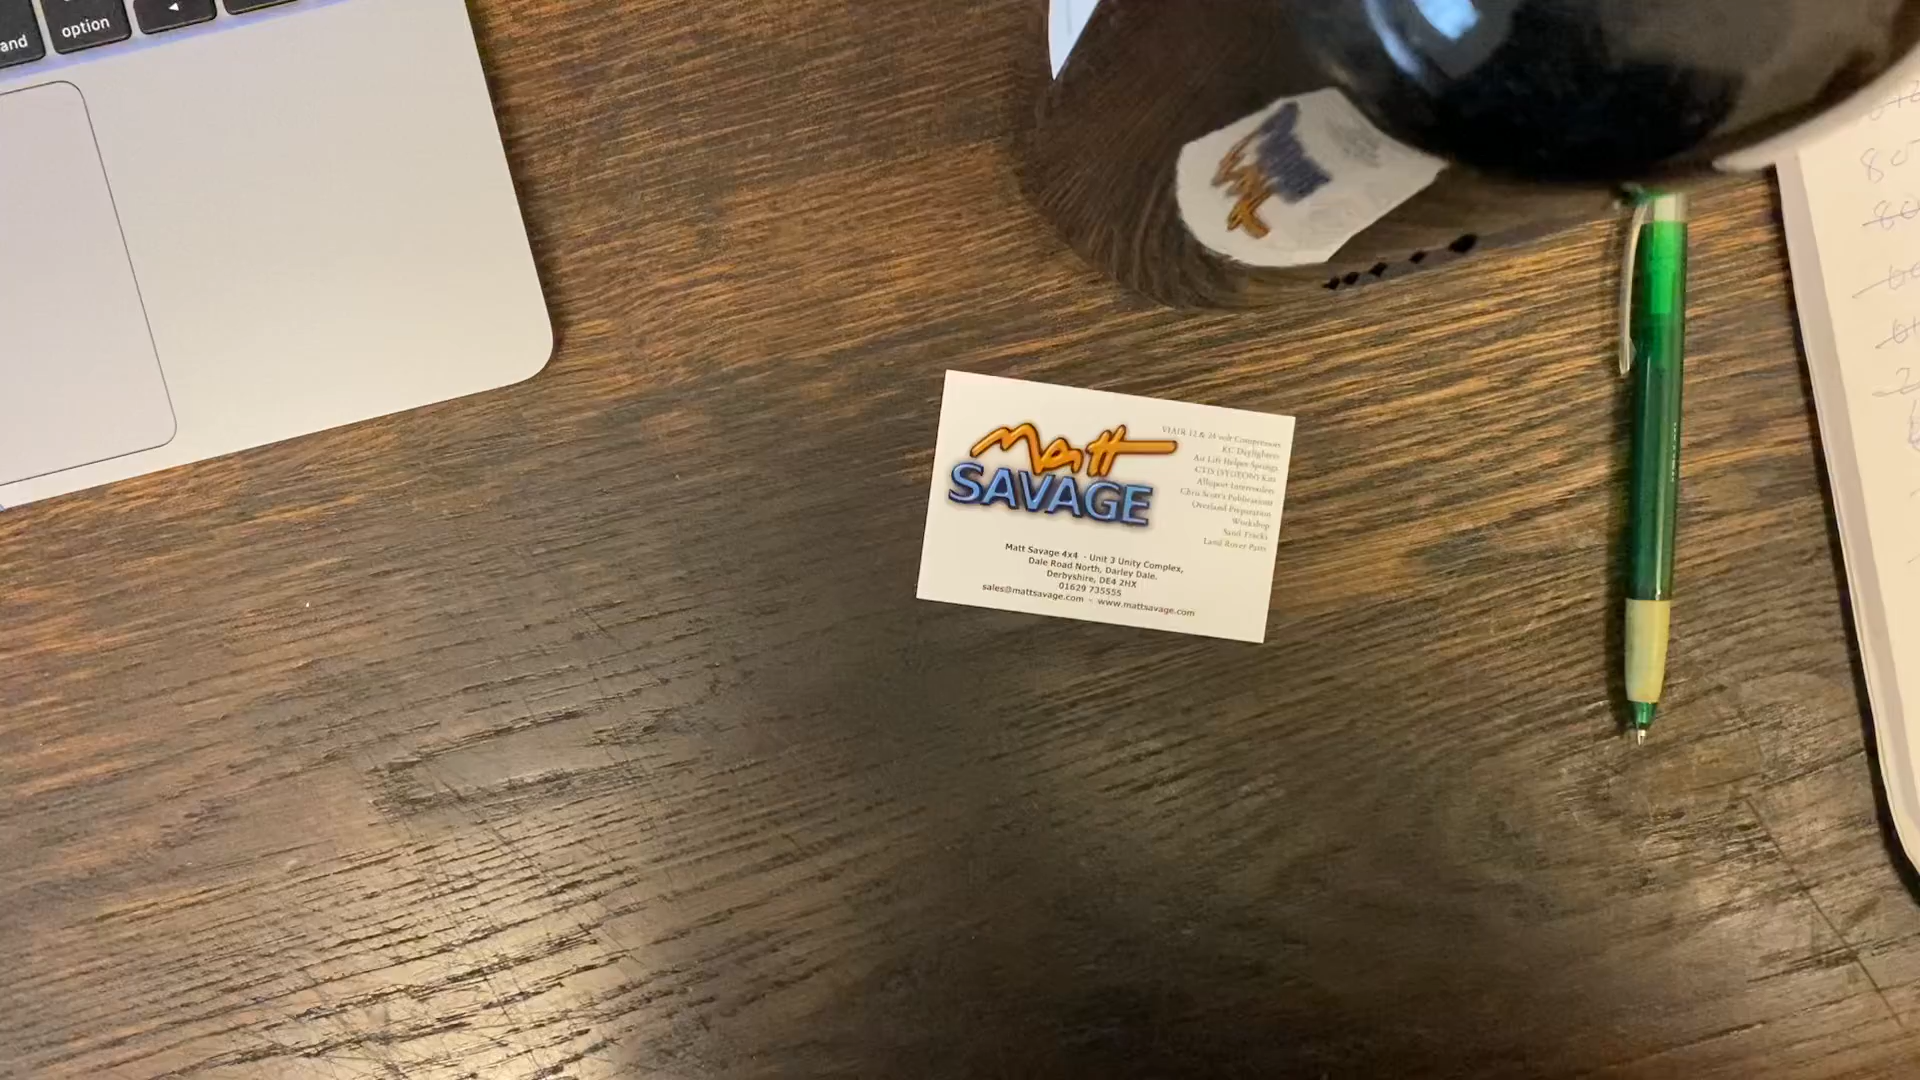 and
option
Matt
SAVAGE
VIAIR 12 & 24 volt Compressors
KC Daylighters
Air Lift Helper Springs
CTIS (SYEGON) Kits
Allisport Intercoolers
Chris Scott's Publications
Overland Preparation
Workshop
Sand Tracks
Land Rover Parts
Matt Savage 4x4 - Unit 3 Unity Complex,
Dale Road North, Darley Dale.
Derbyshire, DE4 2HX
01629 735555
sales@mattsavage.com - www.mattsavage.com